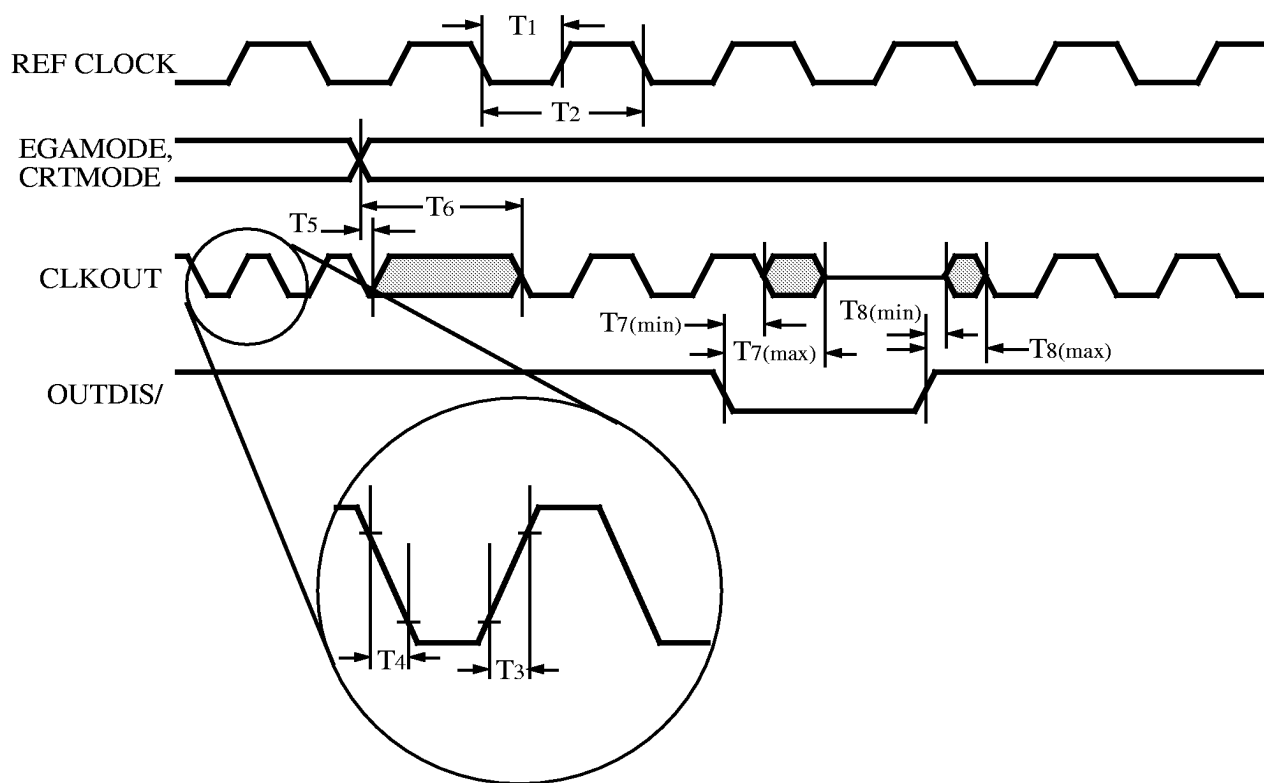 T1
REF CLOCK
T2
EGAMODE,
CRTMODE
T6
T5
CLKOUT
T7(min)
T8(min)
T7(max)
T8(max)
OUTDIS/
T4
T3